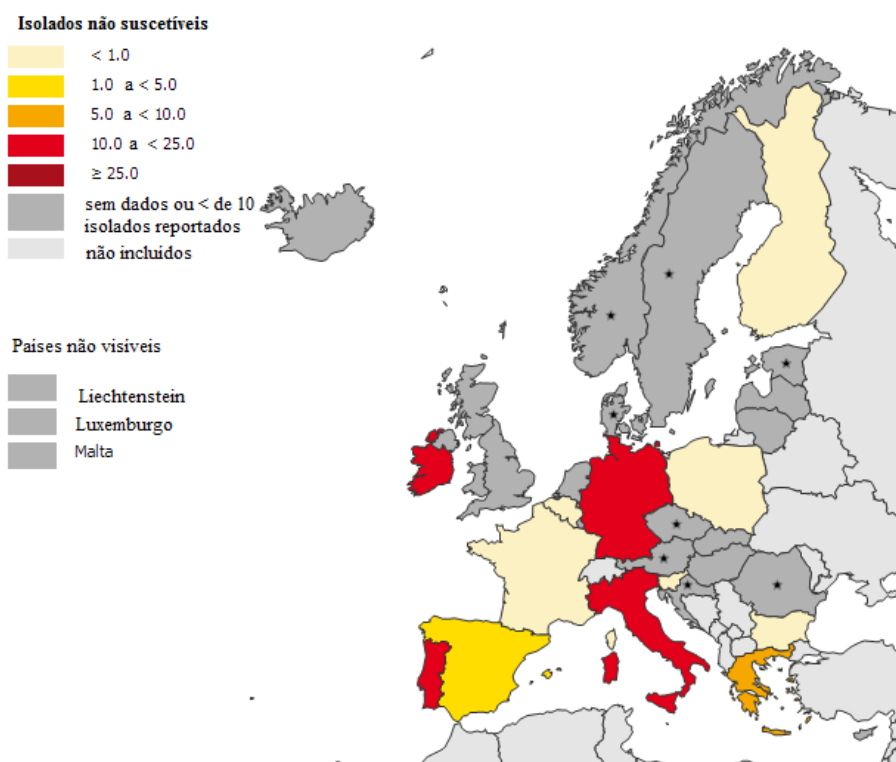 Isolados não suscetíveis
< 1.0
1.0 a < 5.0
5.0 a < 10.0
10.0 a < 25.0
≥ 25.0
sem dados ou < de 10
isolados reportados
não incluidos
Paises não visiveis
Liechtenstein
Luxemburgo
Malta